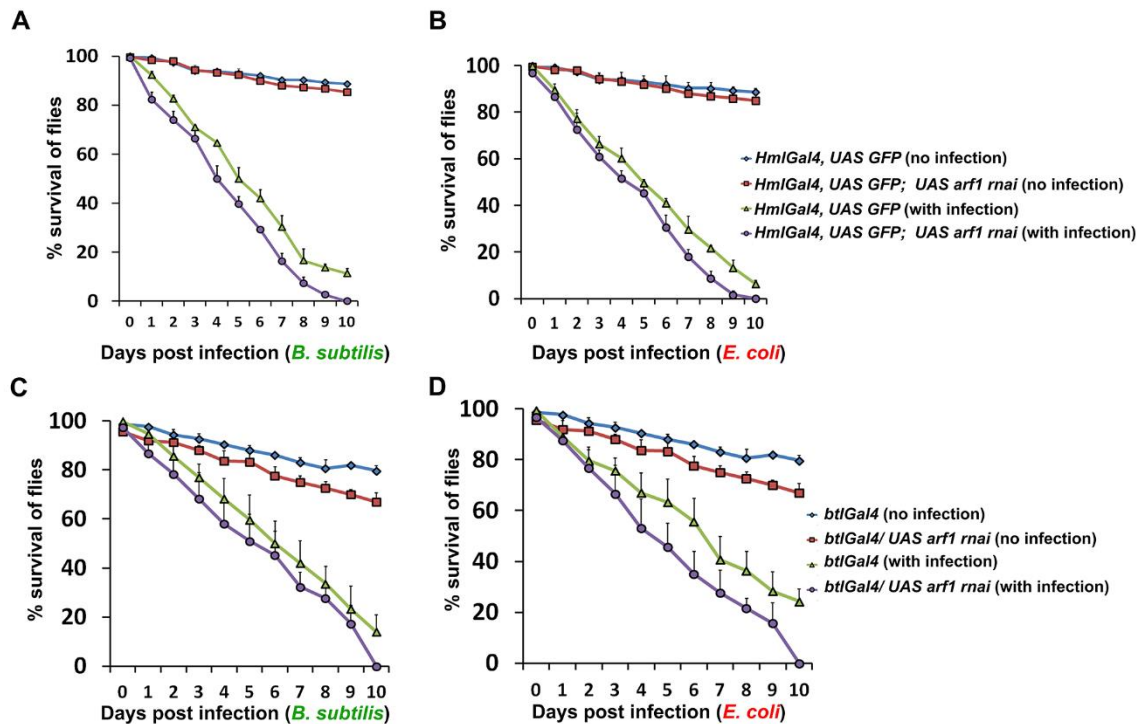 A
% survival of flies
100
80
60
40
20
0
0 1 2 3 4 5 6 7 8 9 10
Days post infection (B. subtilis)
B
% survival of flies
100
80
60
40
20
0
0 1 2 3 4 5 6 7 8 9 10
Days post infection (E. coli)
HmlGal4, UAS GFP (no infection)
HmlGal4, UAS GFP; UAS arf1 rnai (no infection)
HmlGal4, UAS GFP (with infection)
HmlGal4, UAS GFP; UAS arf1 rnai (with infection)
C
% survival of flies
100
80
60
40
20
0
0 1 2 3 4 5 6 7 8 9 10
Days post infection (B. subtilis)
D
% survival of flies
100
80
60
40
20
0
0 1 2 3 4 5 6 7 8 9 10
Days post infection (E. coli)
btlGal4 (no infection)
btlGal4/ UAS arf1 rnai (no infection)
btlGal4 (with infection)
btlGal4/ UAS arf1 rnai (with infection)